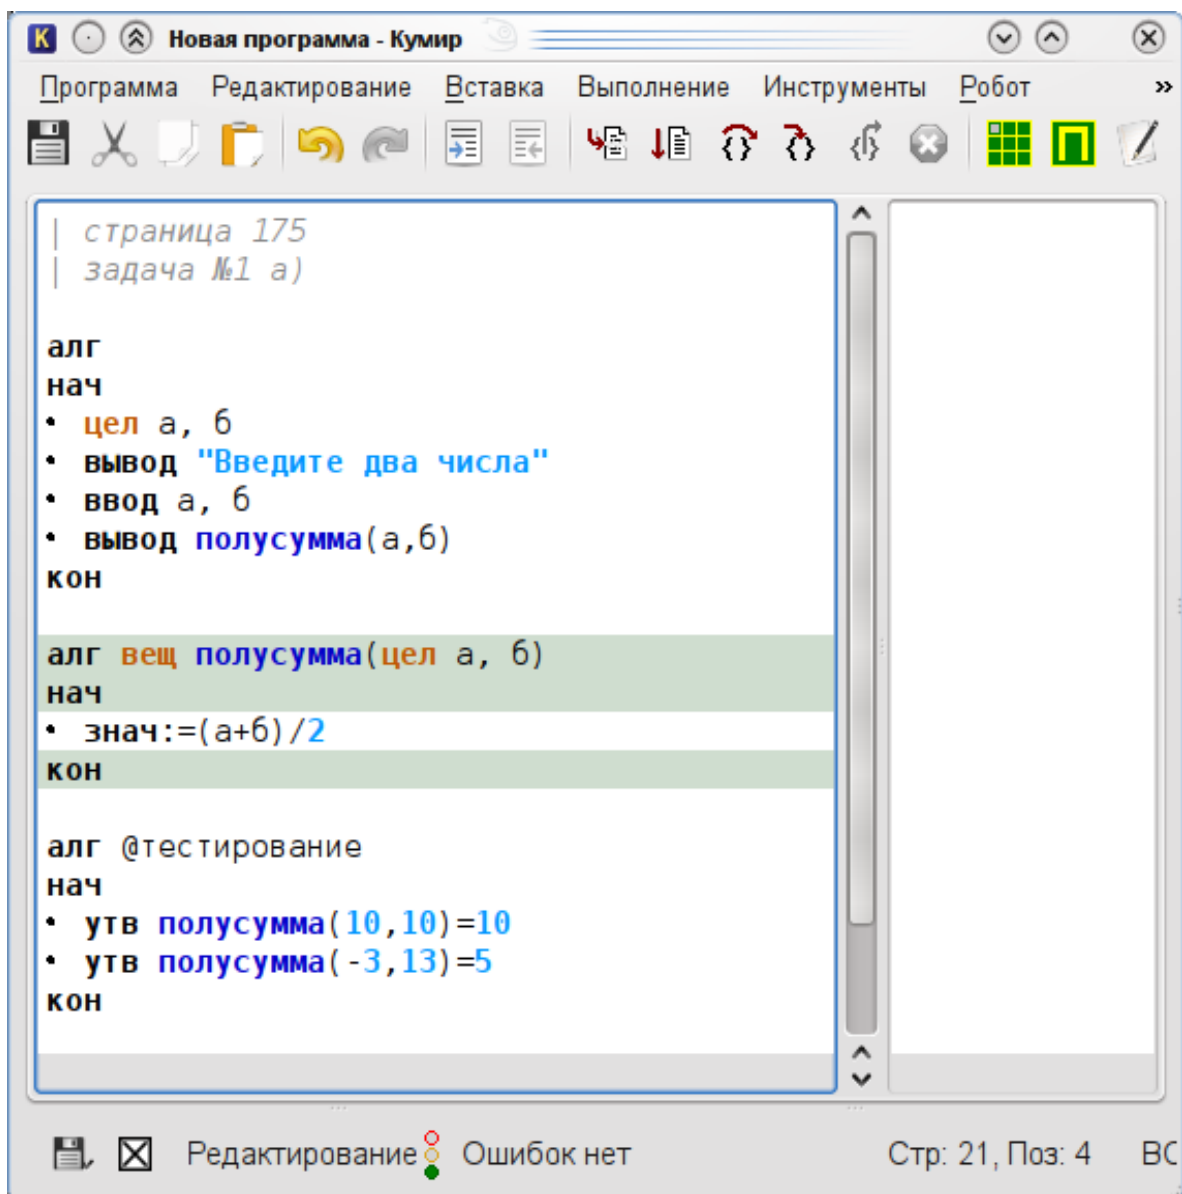 Новая программа - Кумир
Программа Редактирование Вставка Выполнение Инструменты Робот »
| страница 175
| задача №1 а)
алг
нач
• цел а, б
• вывод "Введите два числа"
• ввод а, б
• вывод полусумма(а,б)
кон
алг вещ полусумма(цел а, б)
нач
• знач:=(а+б)/2
кон
алг @тестирование
нач
• утв полусумма(10,10)=10
• утв полусумма(-3,13)=5
кон
Редактирование Ошибок нет Стр: 21, Поз: 4 ВС